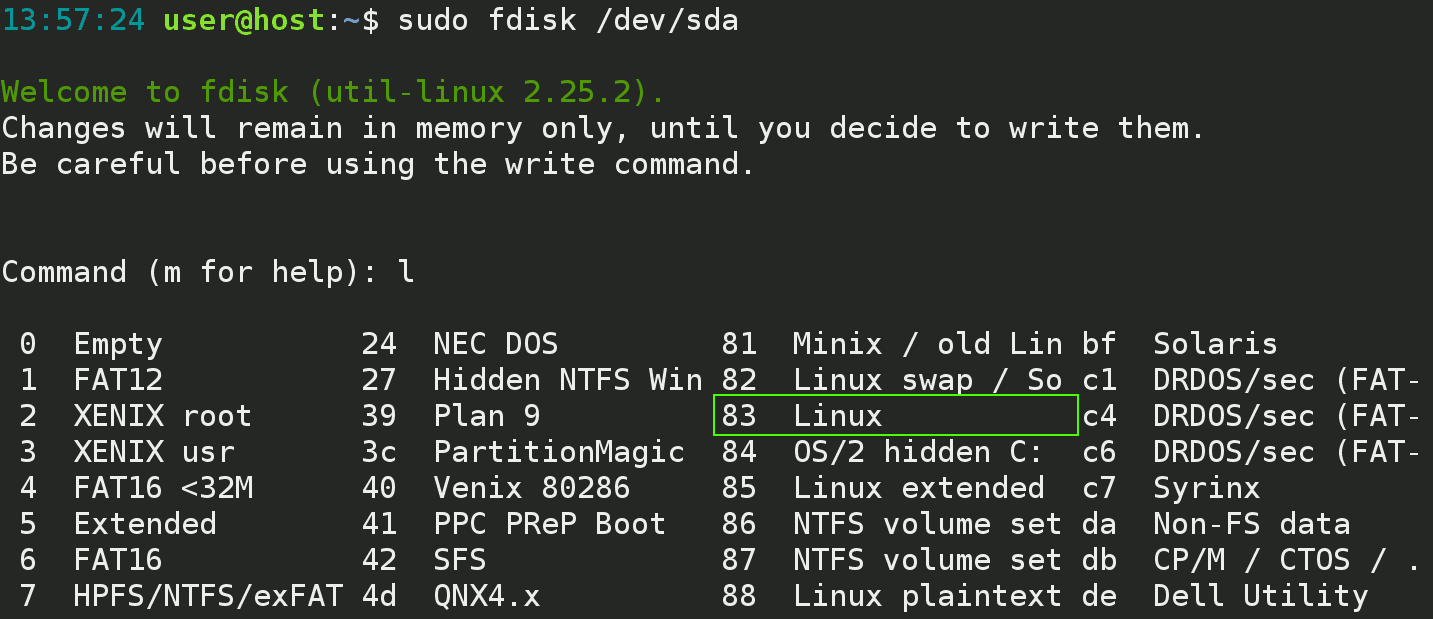 13:57:24 user@host:~$ sudo fdisk /dev/sda
Welcome to fdisk (util-linux 2.25.2).
Changes will remain in memory only, until you decide to write them.
Be careful before using the write command.
Command (m for help): l
 0  Empty           24  NEC DOS         81  Minix / old Lin bf  Solaris
 1  FAT12           27  Hidden NTFS Win 82  Linux swap / So c1  DRDOS/sec (FAT-
 2  XENIX root      39  Plan 9          83  Linux           c4  DRDOS/sec (FAT-
 3  XENIX usr       3c  PartitionMagic  84  OS/2 hidden C:  c6  DRDOS/sec (FAT-
 4  FAT16 <32M      40  Venix 80286     85  Linux extended  c7  Syrinx
 5  Extended        41  PPC PReP Boot   86  NTFS volume set da  Non-FS data
 6  FAT16           42  SFS             87  NTFS volume set db  CP/M / CTOS / .
 7  HPFS/NTFS/exFAT 4d  QNX4.x          88  Linux plaintext de  Dell Utility